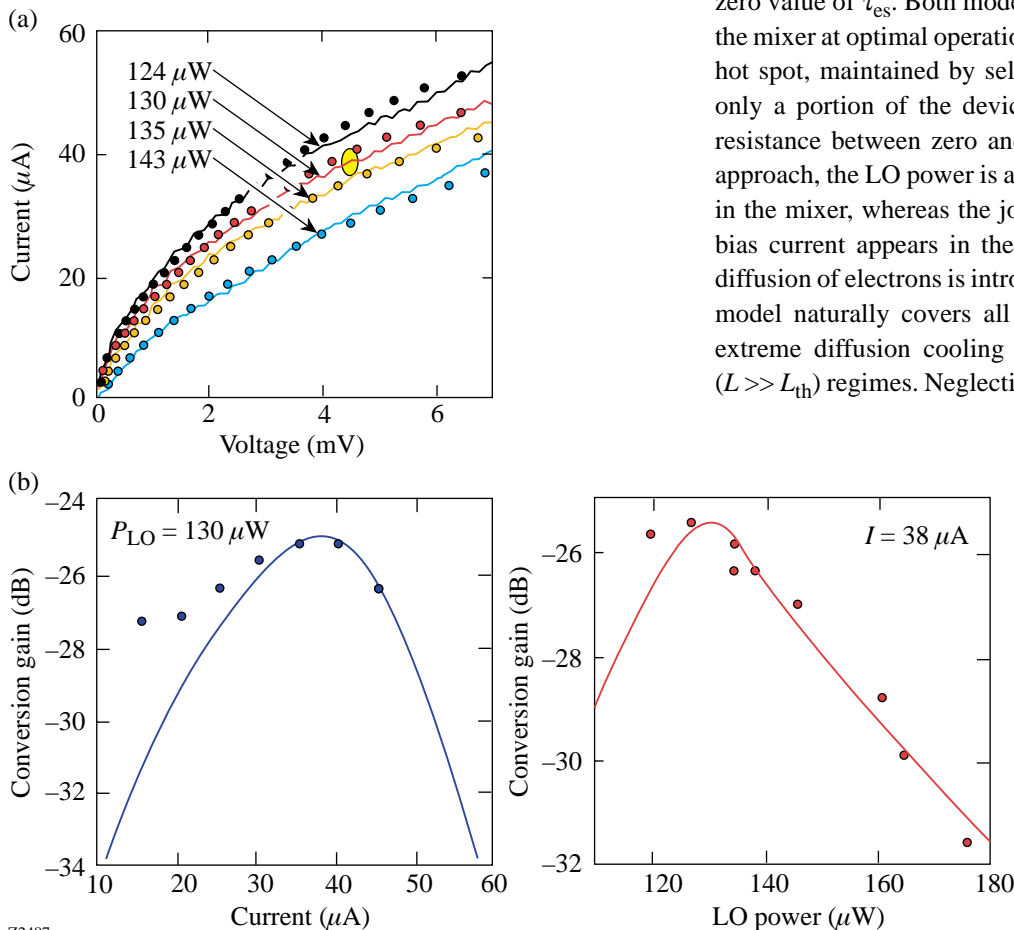 (a)
60
40
20
0
Current (μA)
124 μW
130 μW
135 μW
143 μW
0
2
4
6
Voltage (mV)
zero value of τes. Both mode
the mixer at optimal operatio
hot spot, maintained by sel
only a portion of the devic
resistance between zero and
approach, the LO power is a
in the mixer, whereas the jo
bias current appears in the
diffusion of electrons is intro
model naturally covers all
extreme diffusion cooling
(L >> Lth) regimes. Neglecti
(b)
–24
–26
–28
–30
–32
–34
Conversion gain (dB)
PLO = 130 μW
10
20
30
40
50
60
Current (μA)
–26
–28
–30
–32
Conversion gain (dB)
I = 38 μA
120
140
160
180
LO power (μW)